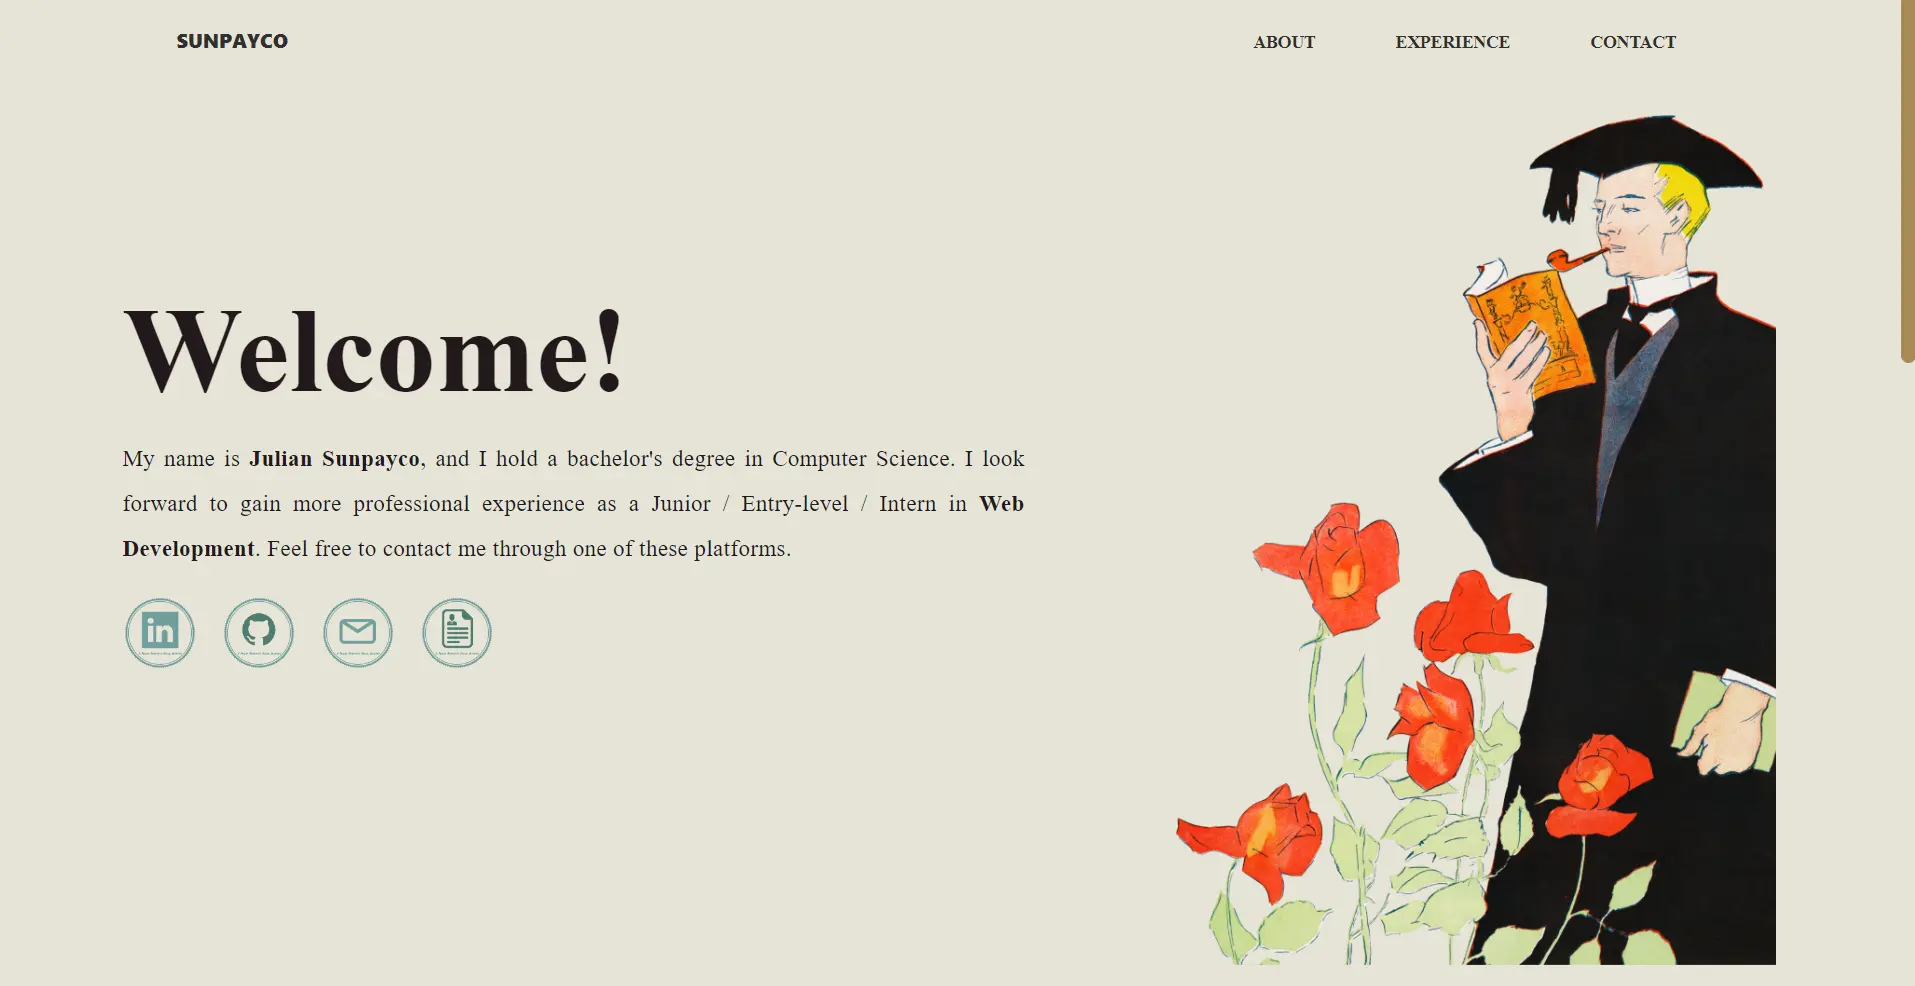 SUNPAYCO
ABOUT EXPERIENCE CONTACT
Welcome!
My name is Julian Sunpayco, and I hold a bachelor's degree in Computer Science. I look
forward to gain more professional experience as a Junior / Entry-level / Intern in Web
Development. Feel free to contact me through one of these platforms.
in